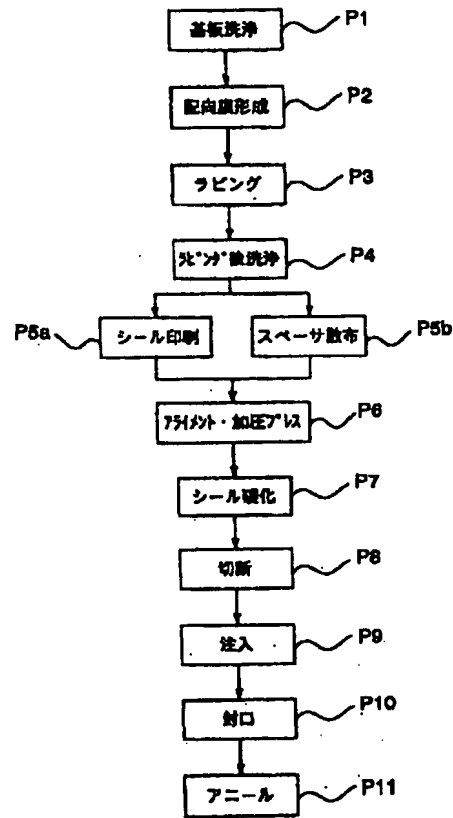 基板洗浄 P1
配向膜形成 P2
ラビング P3
ﾗﾋﾞﾝｸﾞ後洗浄 P4
P5a シール印刷 スペーサ散布 P5b
ｱﾗｲﾒﾝﾄ・加圧ﾌﾟﾚｽ P6
シール硬化 P7
切断 P8
注入 P9
封口 P10
アニール P11